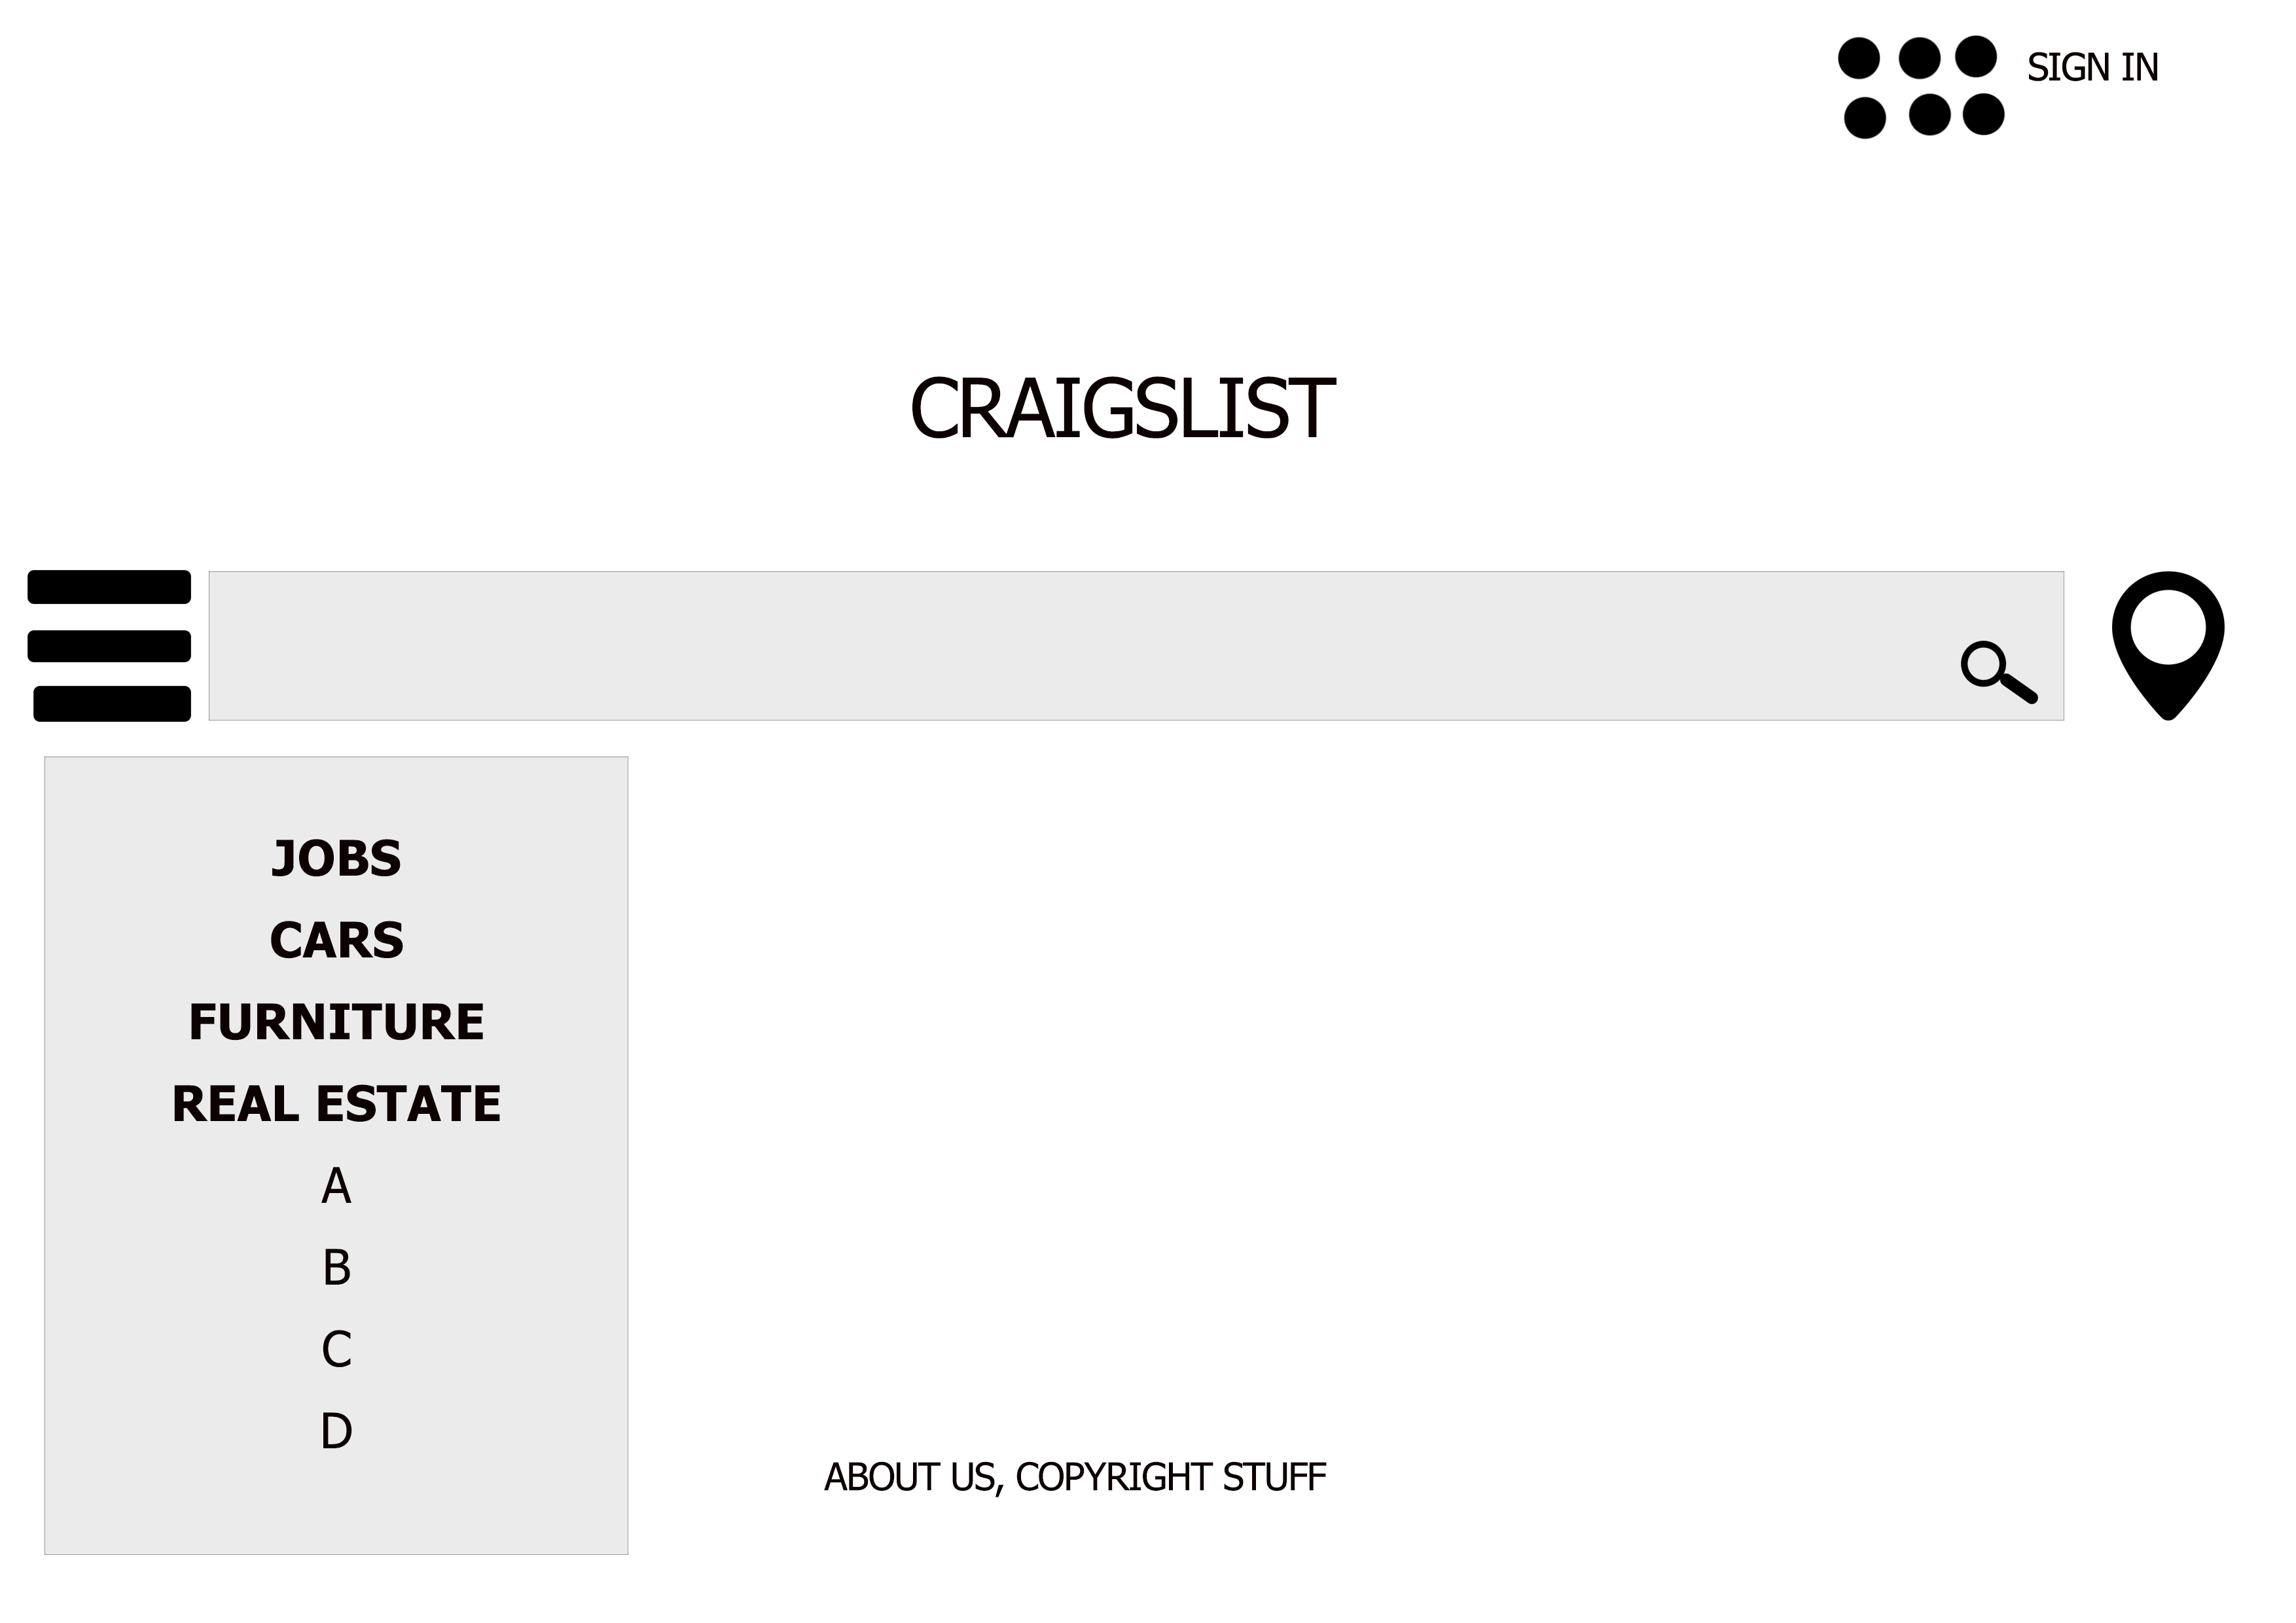 SIGN IN
CRAIGSLIST
JOBS
CARS
FURNITURE
REAL ESTATE
A
B
C
D
ABOUT US, COPYRIGHT STUFF